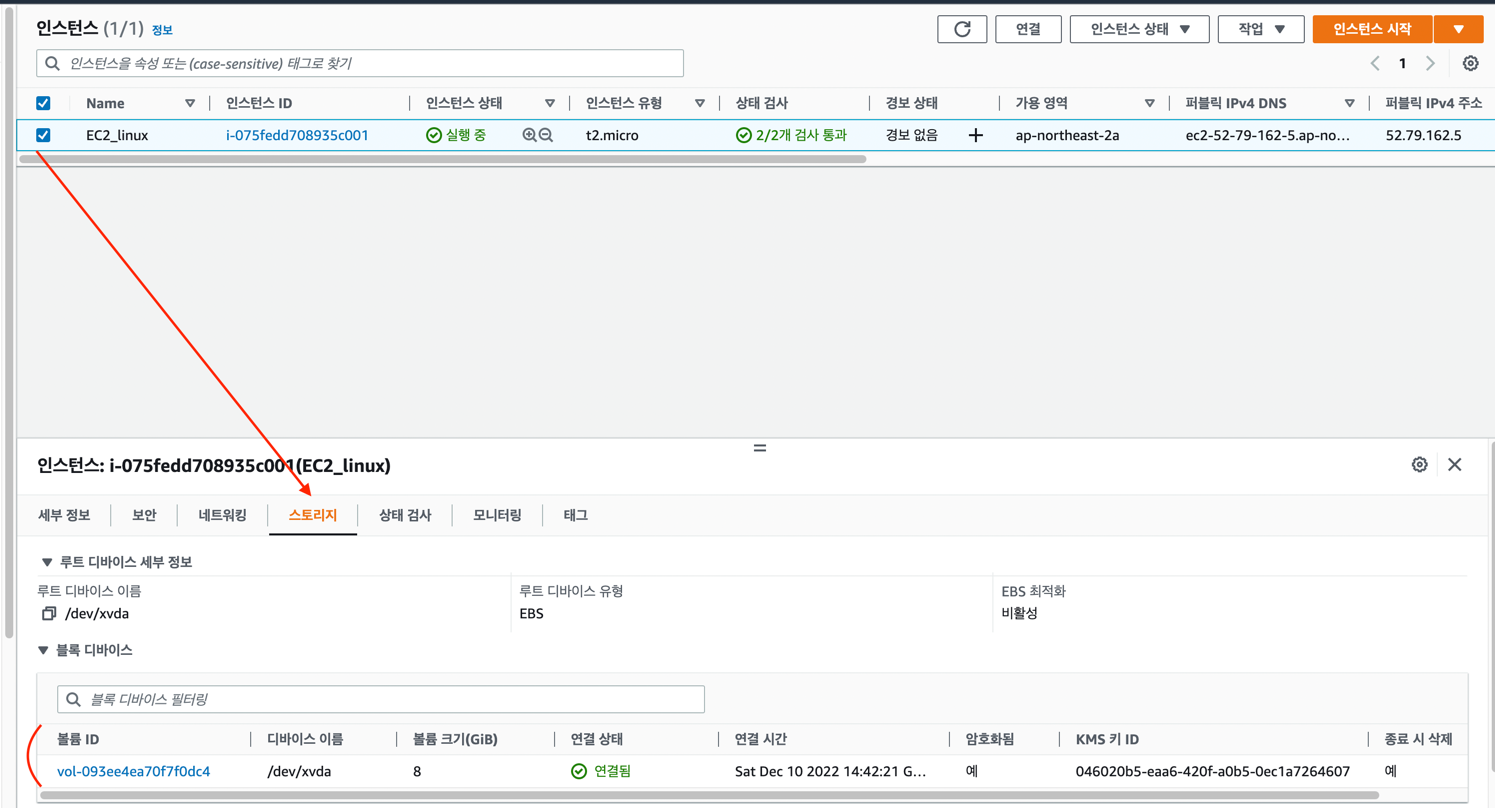 인스턴스 (1/1) 정보 연결 인스턴스 상태 작업 인스턴스 시작
인스턴스을 속성 또는 (case-sensitive) 태그로 찾기 1
Name 인스턴스 ID 인스턴스 상태 인스턴스 유형 상태 검사 경보 상태 가용 영역 퍼블릭 IPv4 DNS 퍼블릭 IPv4 주소
EC2_linux i-075fedd708935c001 실행 중 t2.micro 2/2개 검사 통과 경보 없음 ap-northeast-2a ec2-52-79-162-5.ap-no... 52.79.162.5
인스턴스: i-075fedd708935c001(EC2_linux)
세부 정보 보안 네트워킹 스토리지 상태 검사 모니터링 태그
루트 디바이스 세부 정보
루트 디바이스 이름 루트 디바이스 유형 EBS 최적화
/dev/xvda EBS 비활성
블록 디바이스
블록 디바이스 필터링
볼륨 ID 디바이스 이름 볼륨 크기(GiB) 연결 상태 연결 시간 암호화됨 KMS 키 ID 종료 시 삭제
vol-093ee4ea70f7f0dc4 /dev/xvda 8 연결됨 Sat Dec 10 2022 14:42:21 G... 예 046020b5-eaa6-420f-a0b5-0ec1a7264607 예